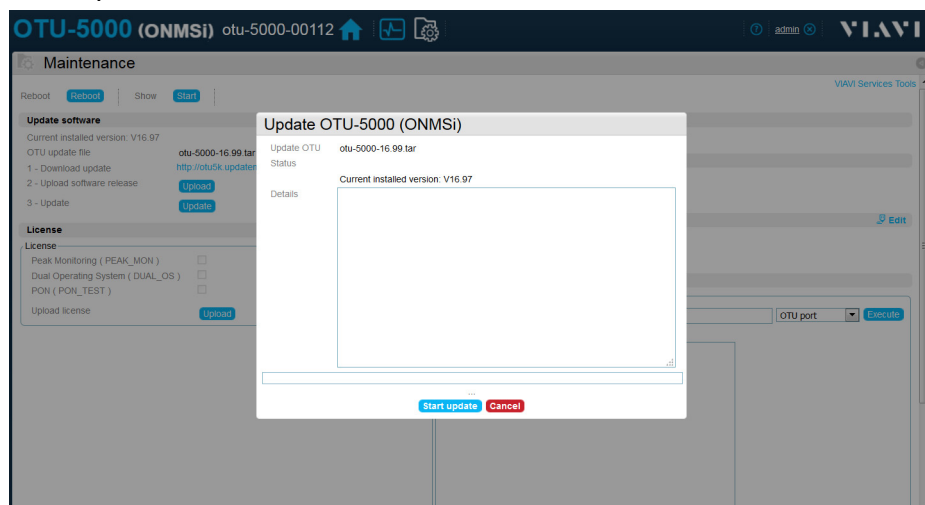 OTU-5000 (ONMSi) otu-5000-00112
admin
VIAVI
Maintenance
VIAVI Services Tools
Reboot Reboot Show Start
Update software
Current installed version: V16.97
OTU update file otu-5000-16.99.tar
1 - Download update http://otu5k.updater
2 - Upload software release Upload
3 - Update Update
License
License
Peak Monitoring ( PEAK_MON )
Dual Operating System ( DUAL_OS )
PON ( PON_TEST )
Upload license Upload
Update OTU-5000 (ONMSi)
Update OTU otu-5000-16.99.tar
Status
Current installed version: V16.97
Details
...
Start update Cancel
Edit
OTU port Execute